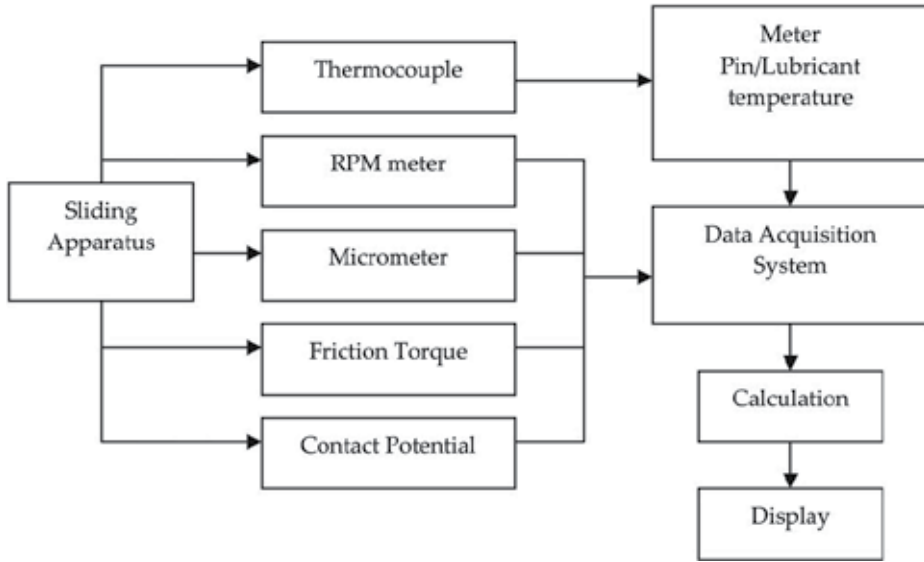 Sliding
Apparatus
Thermocouple
RPM meter
Micrometer
Friction Torque
Contact Potential
Meter
Pin/Lubricant
temperature
Data Acquisition
System
Calculation
Display